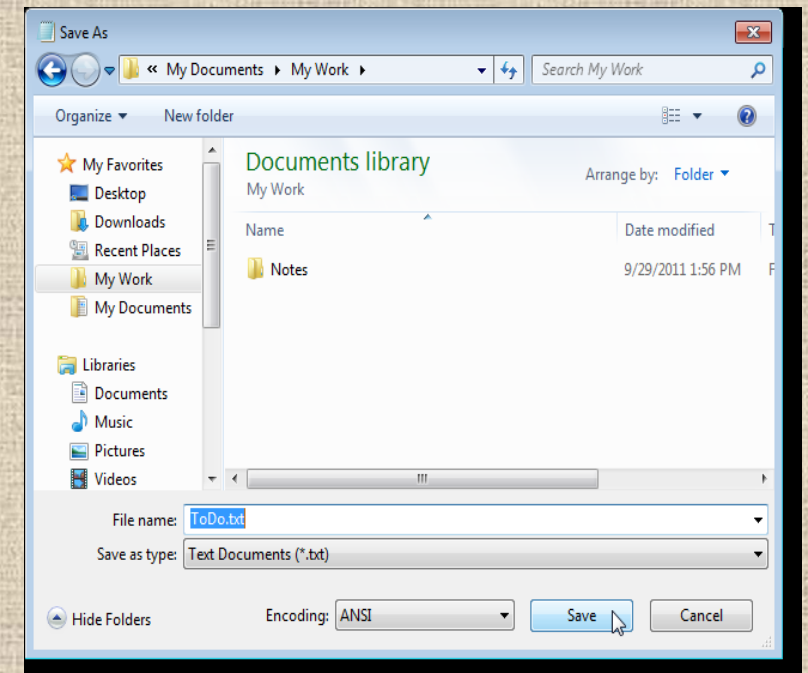 Save As
« My Documents My Work
Search My Work
Organize New folder
My Favorites
Desktop
Downloads
Recent Places
My Work
My Documents
Libraries
Documents
Music
Pictures
Videos
Documents library
My Work
Arrange by: Folder
Name Date modified
Notes 9/29/2011 1:56 PM
File name: ToDo.txt
Save as type: Text Documents (*.txt)
Hide Folders
Encoding: ANSI
Save
Cancel